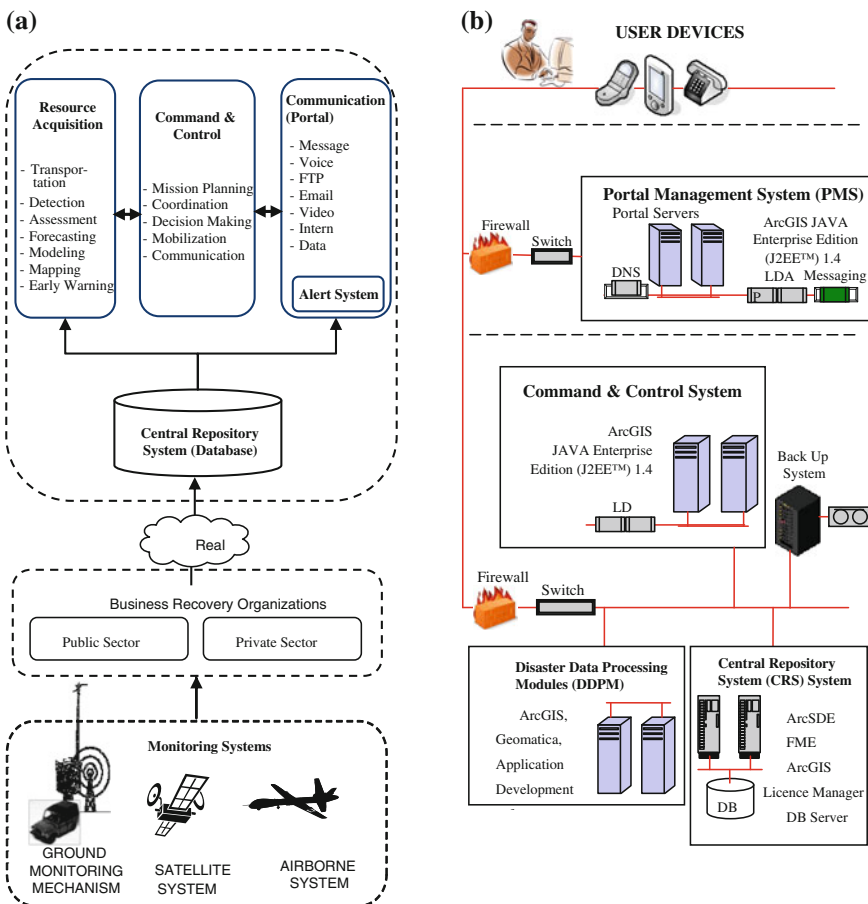 (a)
Resource
Acquisition
- Transpor-
tation
- Detection
- Assessment
- Forecasting
- Modeling
- Mapping
- Early Warning
Command &
Control
- Mission Planning
- Coordination
- Decision Making
- Mobilization
- Communication
Communication
(Portal)
- Message
- Voice
- FTP
- Email
- Video
- Intern
- Data
Alert System
Central Repository
System (Database)
Real
Business Recovery Organizations
Public Sector
Private Sector
Monitoring Systems
GROUND
MONITORING
MECHANISM
SATELLITE
SYSTEM
AIRBORNE
SYSTEM
(b)
USER DEVICES
Firewall
Switch
Portal Management System (PMS)
Portal Servers
ArcGIS JAVA
Enterprise Edition
(J2EE™) 1.4
DNS
LDA
Messaging
P
Command & Control System
ArcGIS
JAVA Enterprise
Edition (J2EE™) 1.4
LD
Back Up
System
Firewall
Switch
Disaster Data Processing
Modules (DDPM)
ArcGIS,
Geomatica,
Application
Development
Central Repository
System (CRS) System
ArcSDE
FME
ArcGIS
Licence Manager
DB Server
DB